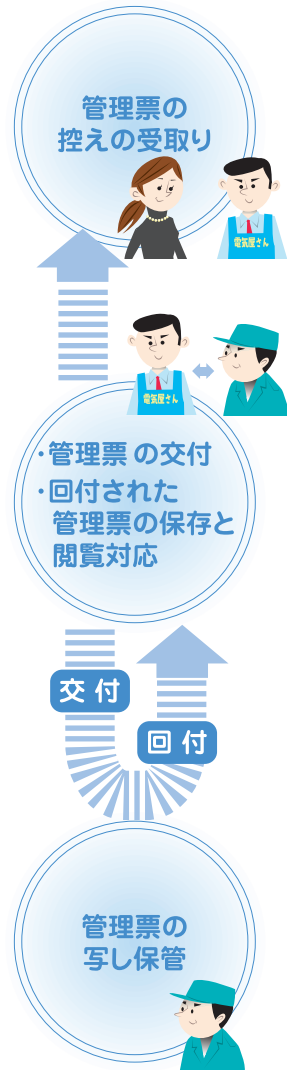 管理票の
控えの受取り
電気屋さん
電気屋さん
・管理票 の交付
・回付された
管理票の保存と
閲覧対応
交 付
回 付
管理票の
写し保管